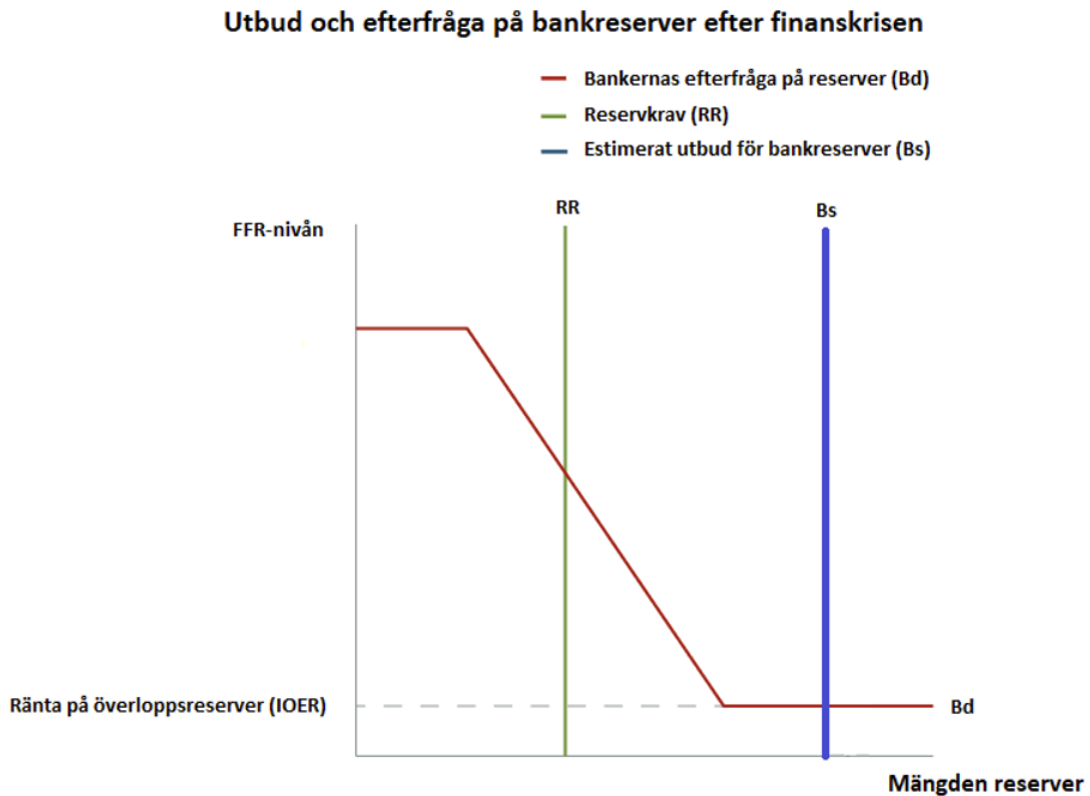 Utbud och efterfråga på bankreserver efter finanskrisen
Bankernas efterfråga på reserver (Bd)
Reservkrav (RR)
Estimerat utbud för bankreserver (Bs)
RR
Bs
FFR-nivån
Ränta på överloppsreserver (IOER)
Bd
Mängden reserver